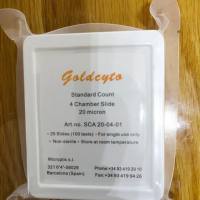 Goldcyto
Standard Count
4 Chamber Slide
20 micron
Art.no. SCA 20-04-01
- 25 Slides (100 tests) - For single use only
- Non-sterile - Store at room temperature
Microptic s.l.
Barcelona (Spain)